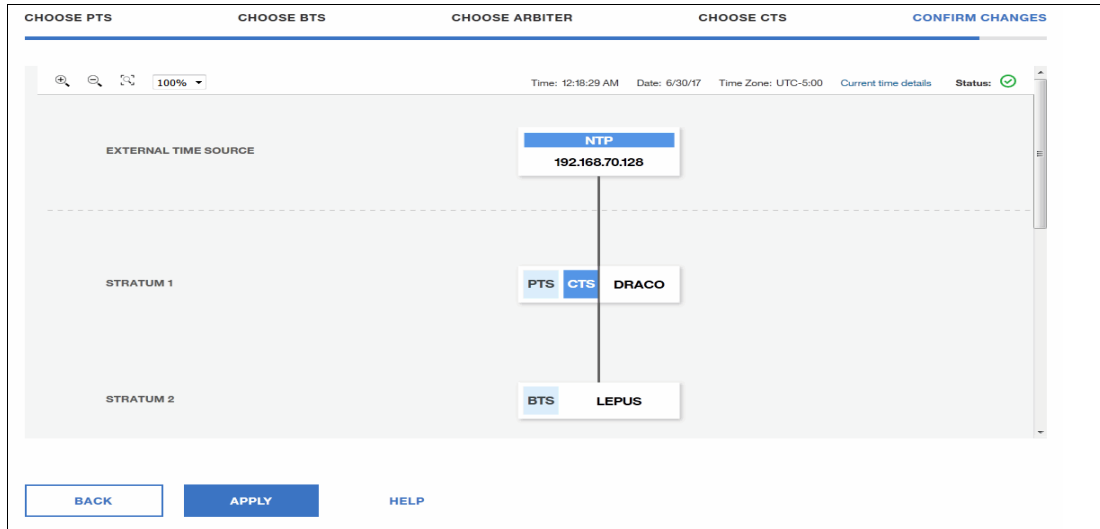 CHOOSE PTS CHOOSE BTS CHOOSE ARBITER CHOOSE CTS CONFIRM CHANGES
100% Time: 12:18:29 AM Date: 6/30/17 Time Zone: UTC-5:00 Current time details Status:
NTP
EXTERNAL TIME SOURCE
192.168.70.128
STRATUM 1 PTS CTS DRACO
STRATUM 2 BTS LEPUS
BACK APPLY HELP